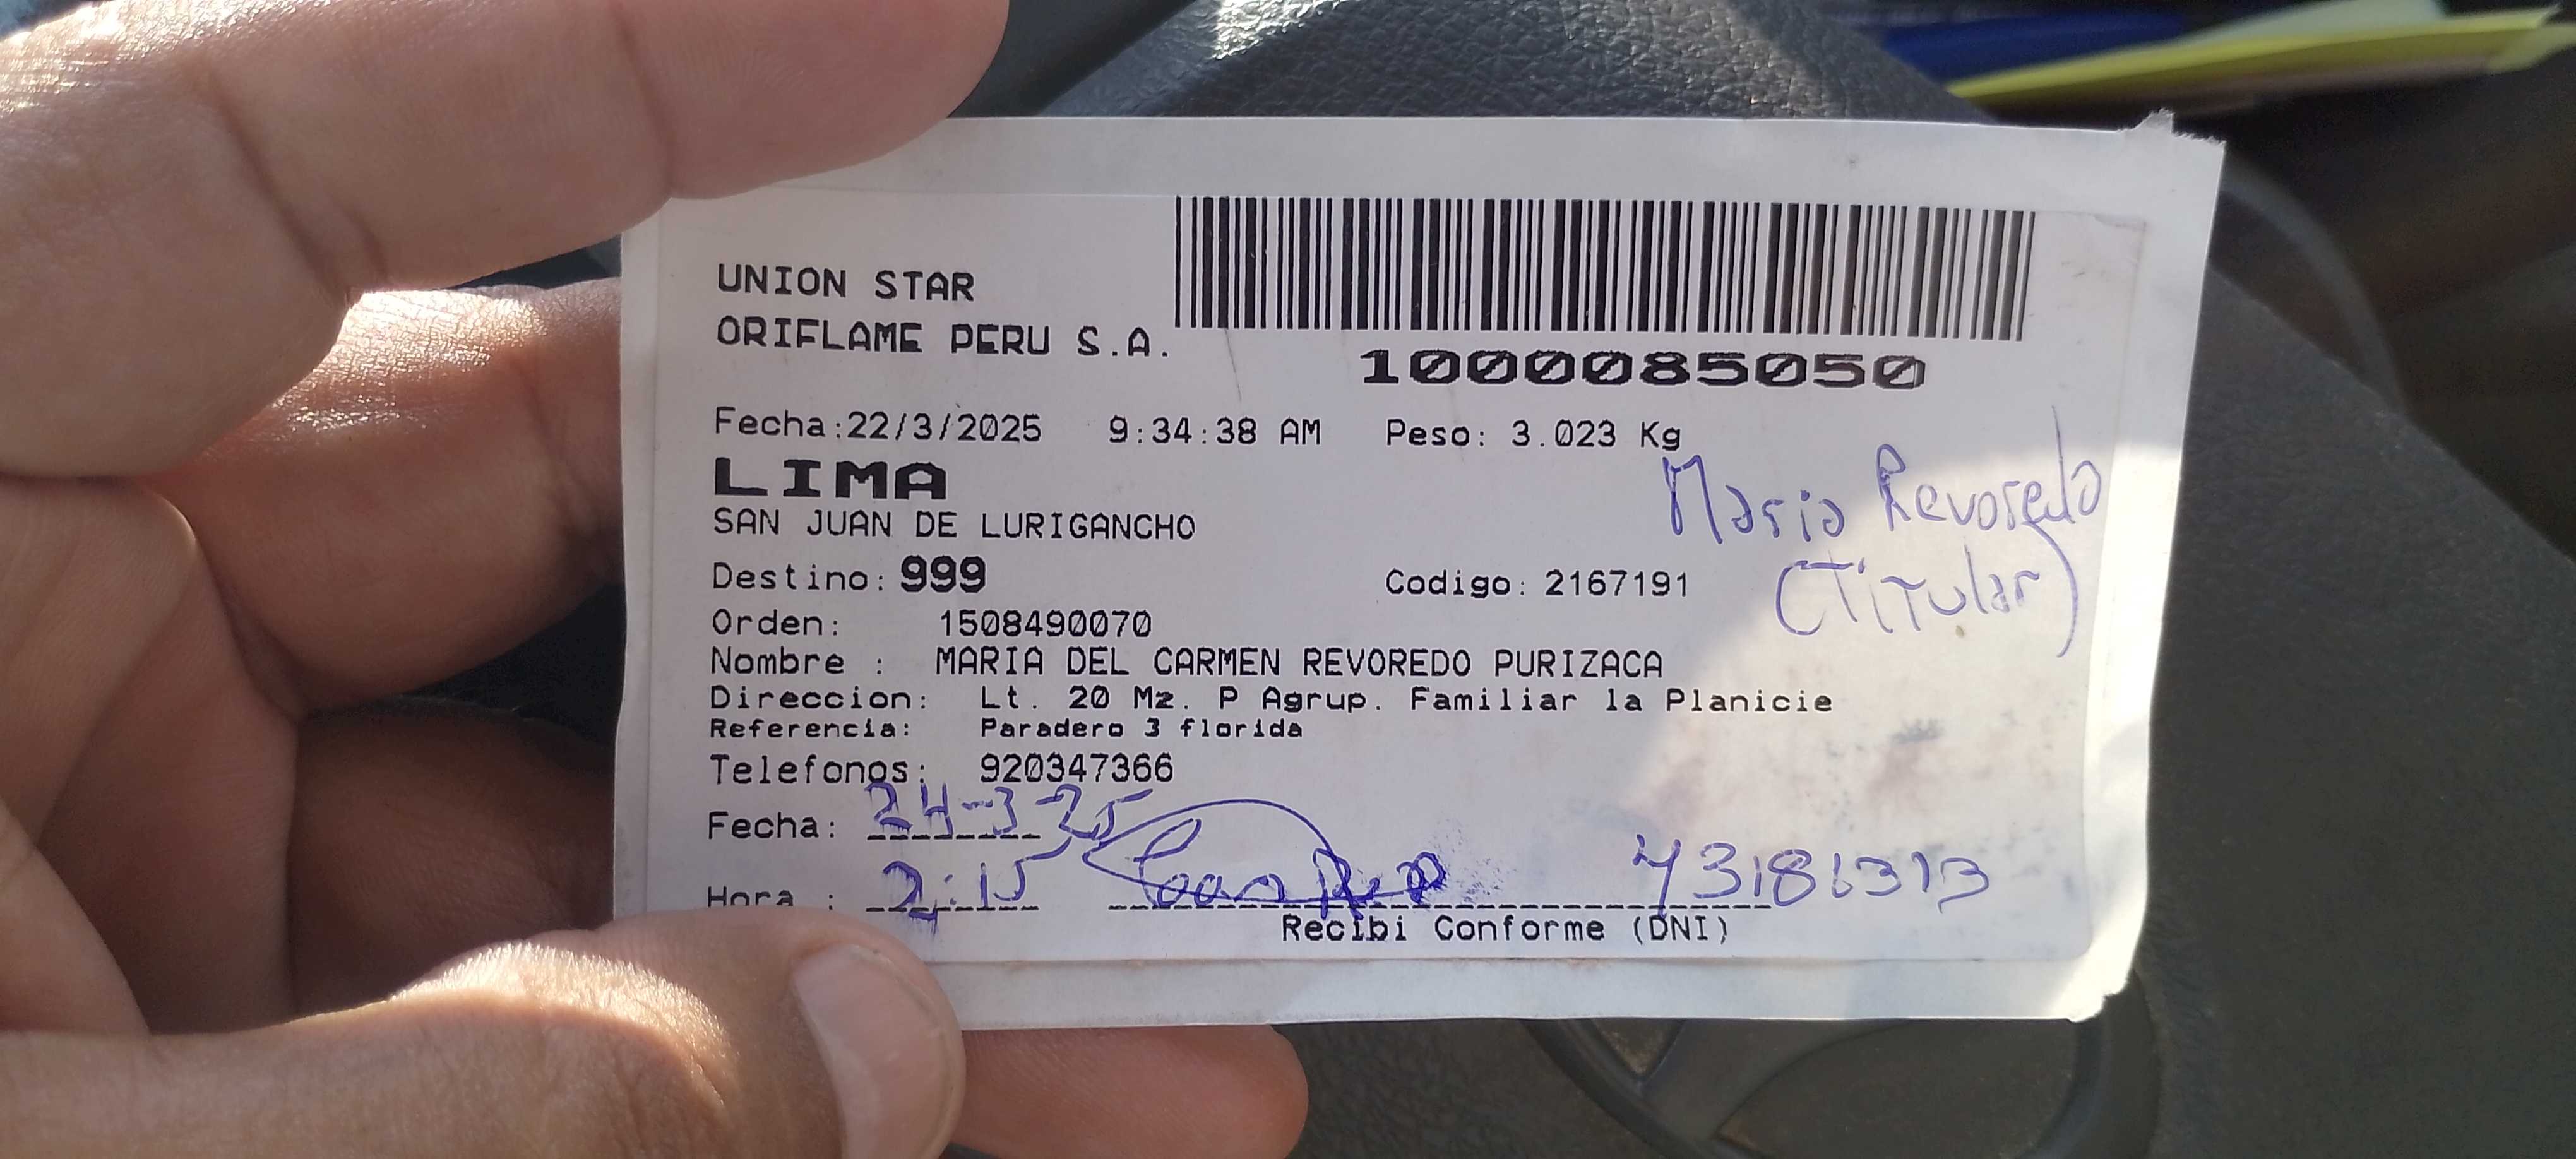 UNION STAR
ORIFLAME PERU S.A.
1000085050
Fecha:22/3/2025 9:34:38 AM Peso: 3.023 Kg
LIMA
Maria Revoredo
SAN JUAN DE LURIGANCHO
(Titular)
Destino: 999 Codigo: 2167191
Orden: 1508490070
Nombre : MARIA DEL CARMEN REVOREDO PURIZACA
Direccion: Lt. 20 Mz. P Agrup. Familiar la Planicie
Referencia: Paradero 3 florida
Telefonos: 920347366
Fecha: 24-3-25
Hora : 2:15 73181313
Recibi Conforme (DNI)